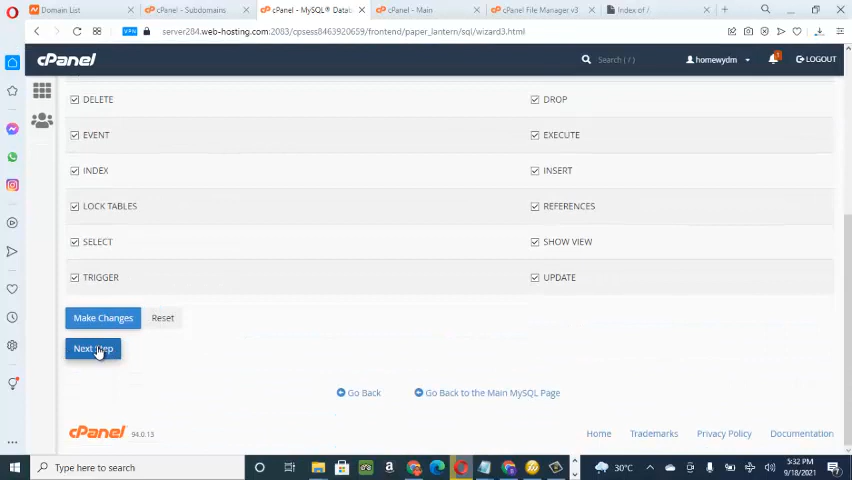 Domain List
cPanel - Subdomains
cPanel - MySQL® Datab
cPanel - Main
cPanel File Manager v3
Index of /
VPN
server284.web-hosting.com:2083/cpsess8463920659/frontend/paper_lantern/sql/wizard3.html
cPanel
Search ( / )
homewydm
1
LOGOUT
DELETE
DROP
EVENT
EXECUTE
INDEX
INSERT
LOCK TABLES
REFERENCES
SELECT
SHOW VIEW
TRIGGER
UPDATE
Make Changes
Reset
Next Step
Go Back
Go Back to the Main MySQL Page
cPanel
94.0.13
Home
Trademarks
Privacy Policy
Documentation
Type here to search
30°C
5:32 PM
9/18/2021